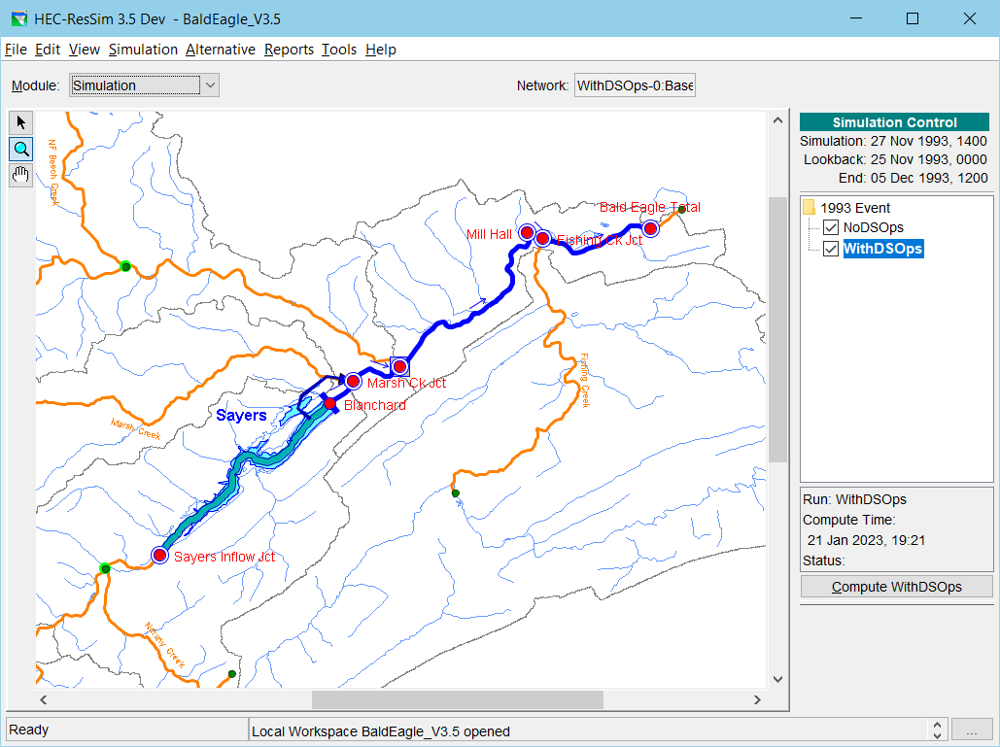 HEC-ResSim 3.5 Dev - BaldEagle_V3.5
File Edit View Simulation Alternative Reports Tools Help
Module: Simulation
Network: WithDSOps-0:Base
NF Beech Creek
Bald Eagle Total
Mill Hall
Fishing Ck Jct
Fishing Creek
Marsh Ck Jct
Blanchard
Sayers
Marsh Creek
Sayers Inflow Jct
Nittany Creek
Simulation Control
Simulation: 27 Nov 1993, 1400
Lookback: 25 Nov 1993, 0000
End: 05 Dec 1993, 1200
1993 Event
NoDSOps
WithDSOps
Run: WithDSOps
Compute Time:
21 Jan 2023, 19:21
Status:
Compute WithDSOps
Ready
Local Workspace BaldEagle_V3.5 opened
...